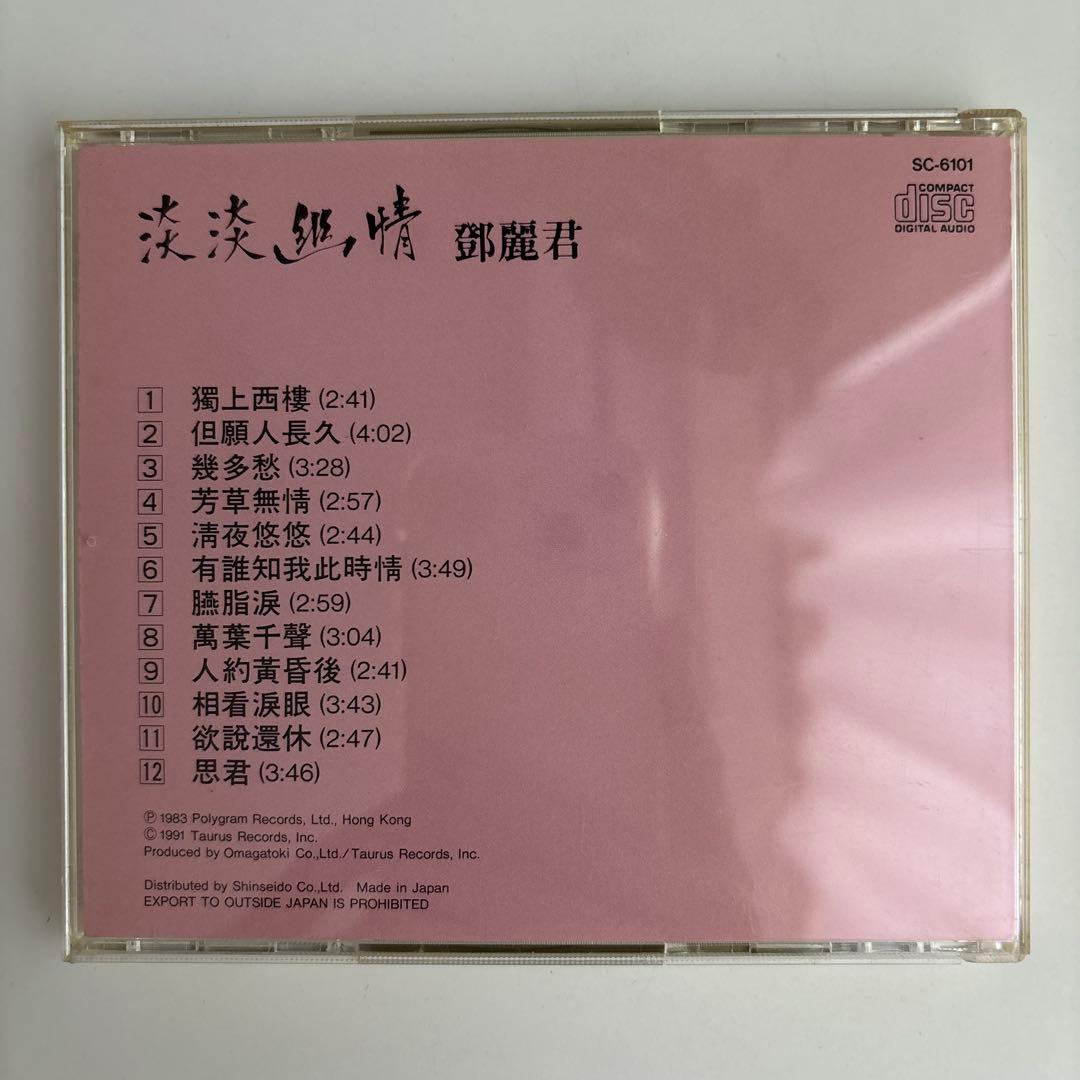 SC-6101
COMPACT
disc
DIGITAL AUDIO
淡淡幽情 鄧麗君
1 獨上西樓 (2:41)
2 但願人長久 (4:02)
3 幾多愁 (3:28)
4 芳草無情 (2:57)
5 清夜悠悠 (2:44)
6 有誰知我此時情 (3:49)
7 臙脂淚 (2:59)
8 萬葉千聲 (3:04)
9 人約黃昏後 (2:41)
10 相看淚眼 (3:43)
11 欲說還休 (2:47)
12 思君 (3:46)
℗ 1983 Polygram Records, Ltd., Hong Kong
© 1991 Taurus Records, Inc.
Produced by Omagatoki Co.,Ltd./Taurus Records, Inc.
Distributed by Shinseido Co.,Ltd. Made in Japan
EXPORT TO OUTSIDE JAPAN IS PROHIBITED